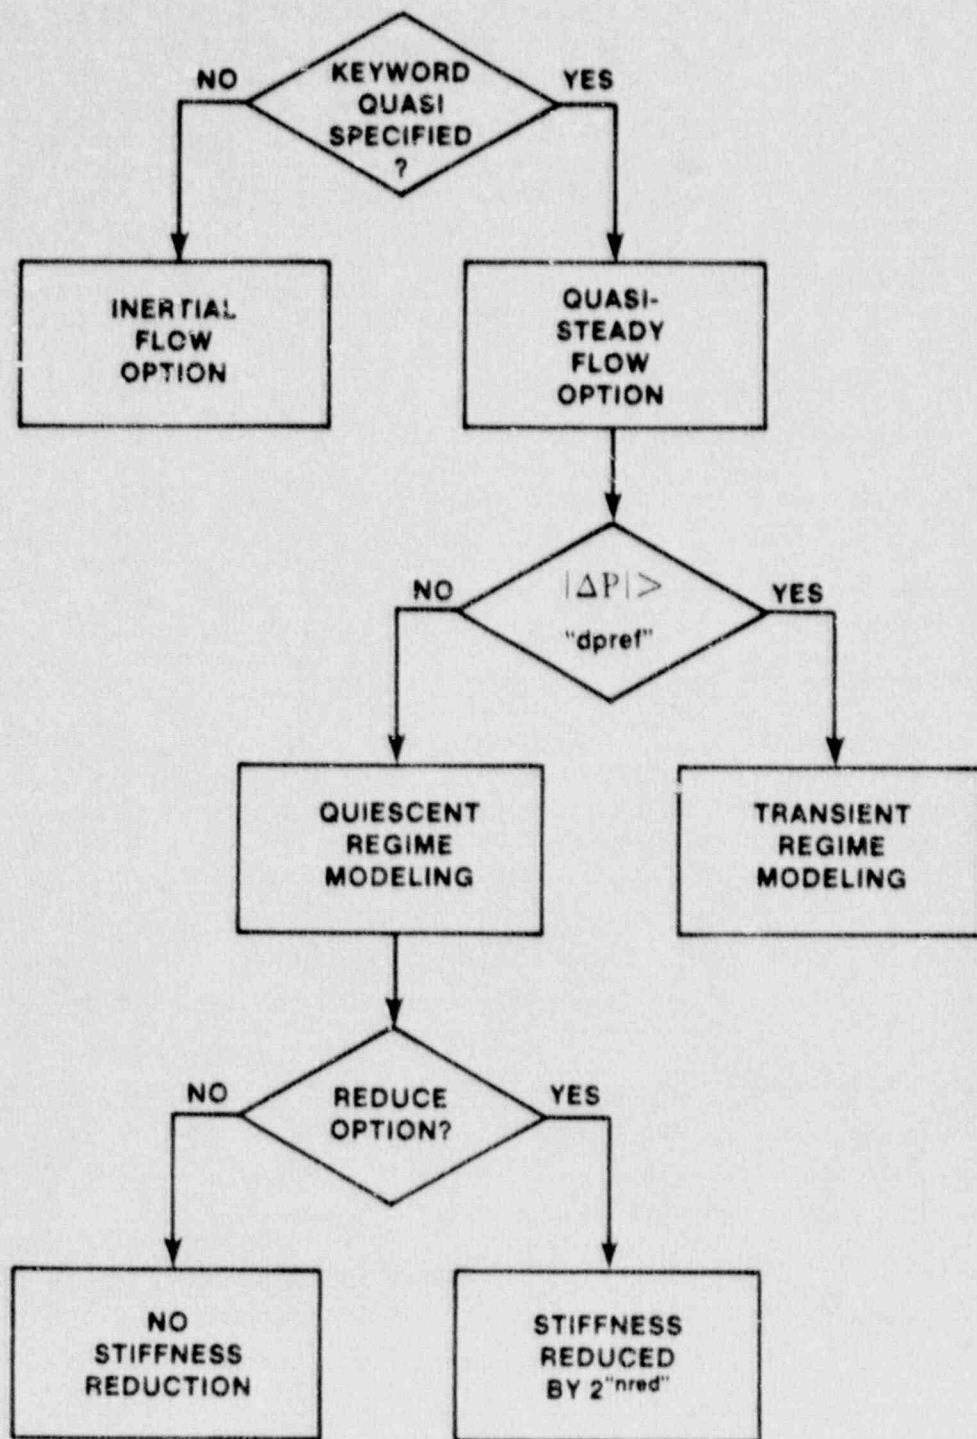 KEYWORD
QUASI
SPECIFIED
?
NO
YES
INERTIAL
FLOW
OPTION
QUASI-
STEADY
FLOW
OPTION
|ΔP| >
"dpref"
NO
YES
QUIESCENT
REGIME
MODELING
TRANSIENT
REGIME
MODELING
REDUCE
OPTION?
NO
YES
NO
STIFFNESS
REDUCTION
STIFFNESS
REDUCED
BY 2"nred"